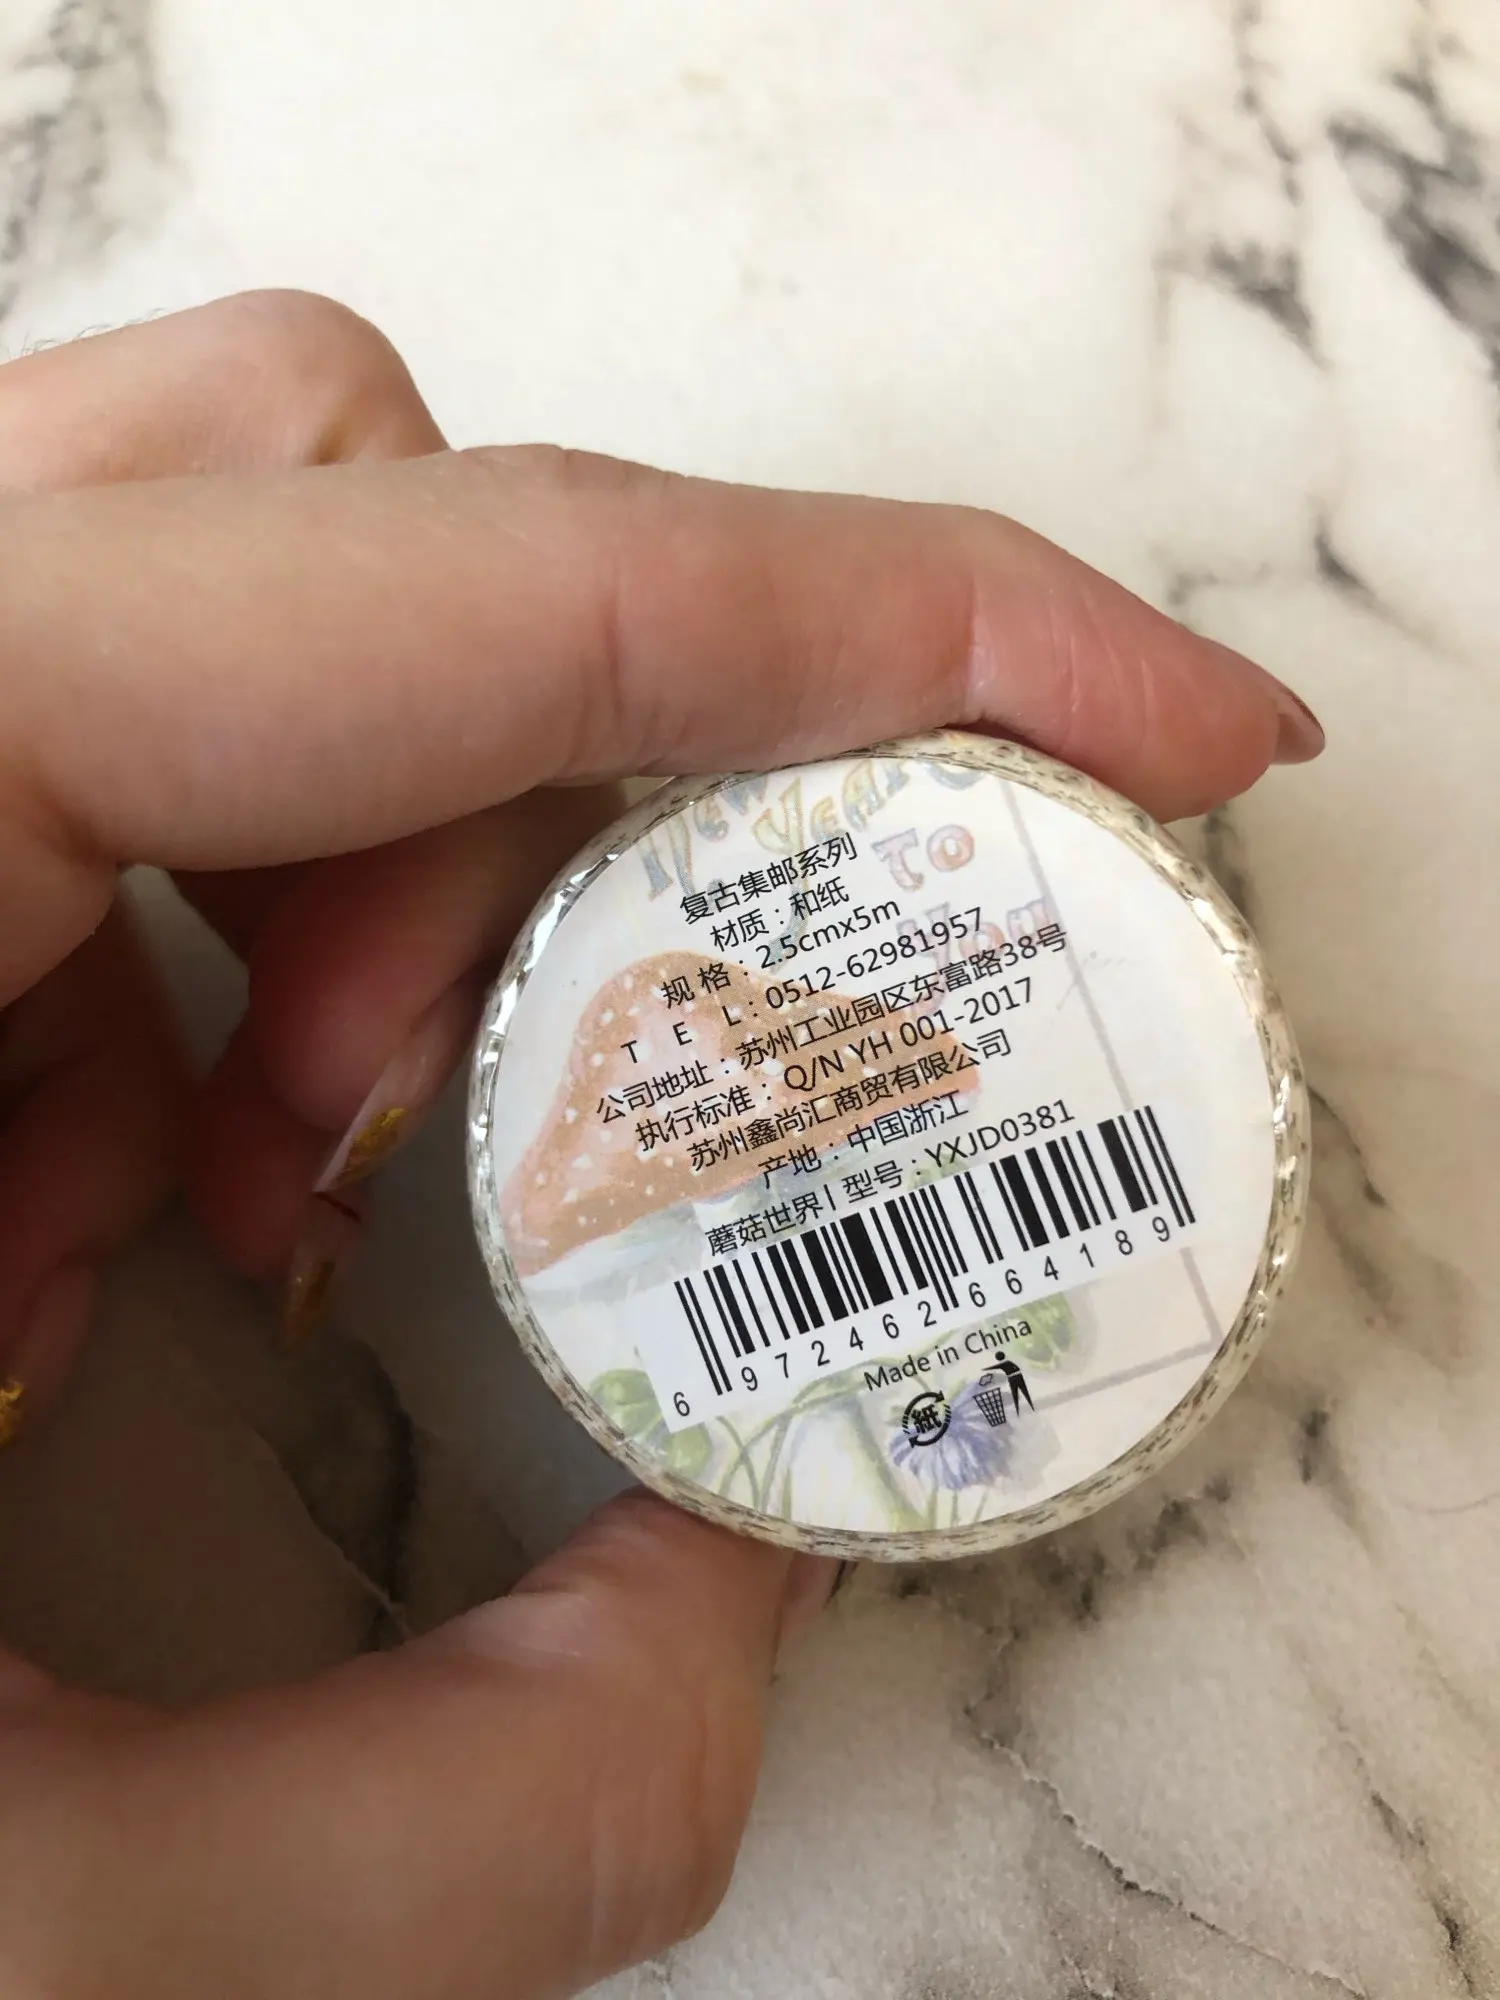 New Year
to
You
复古集邮系列
材质：和纸
规格：2.5cmx5m
TEL：0512-62981957
公司地址：苏州工业园区东富路38号
执行标准：Q/N YH 001-2017
苏州鑫尚汇商贸有限公司
产地：中国浙江
蘑菇世界| 型号：YXJD0381
6 972462 664189
Made in China
紙